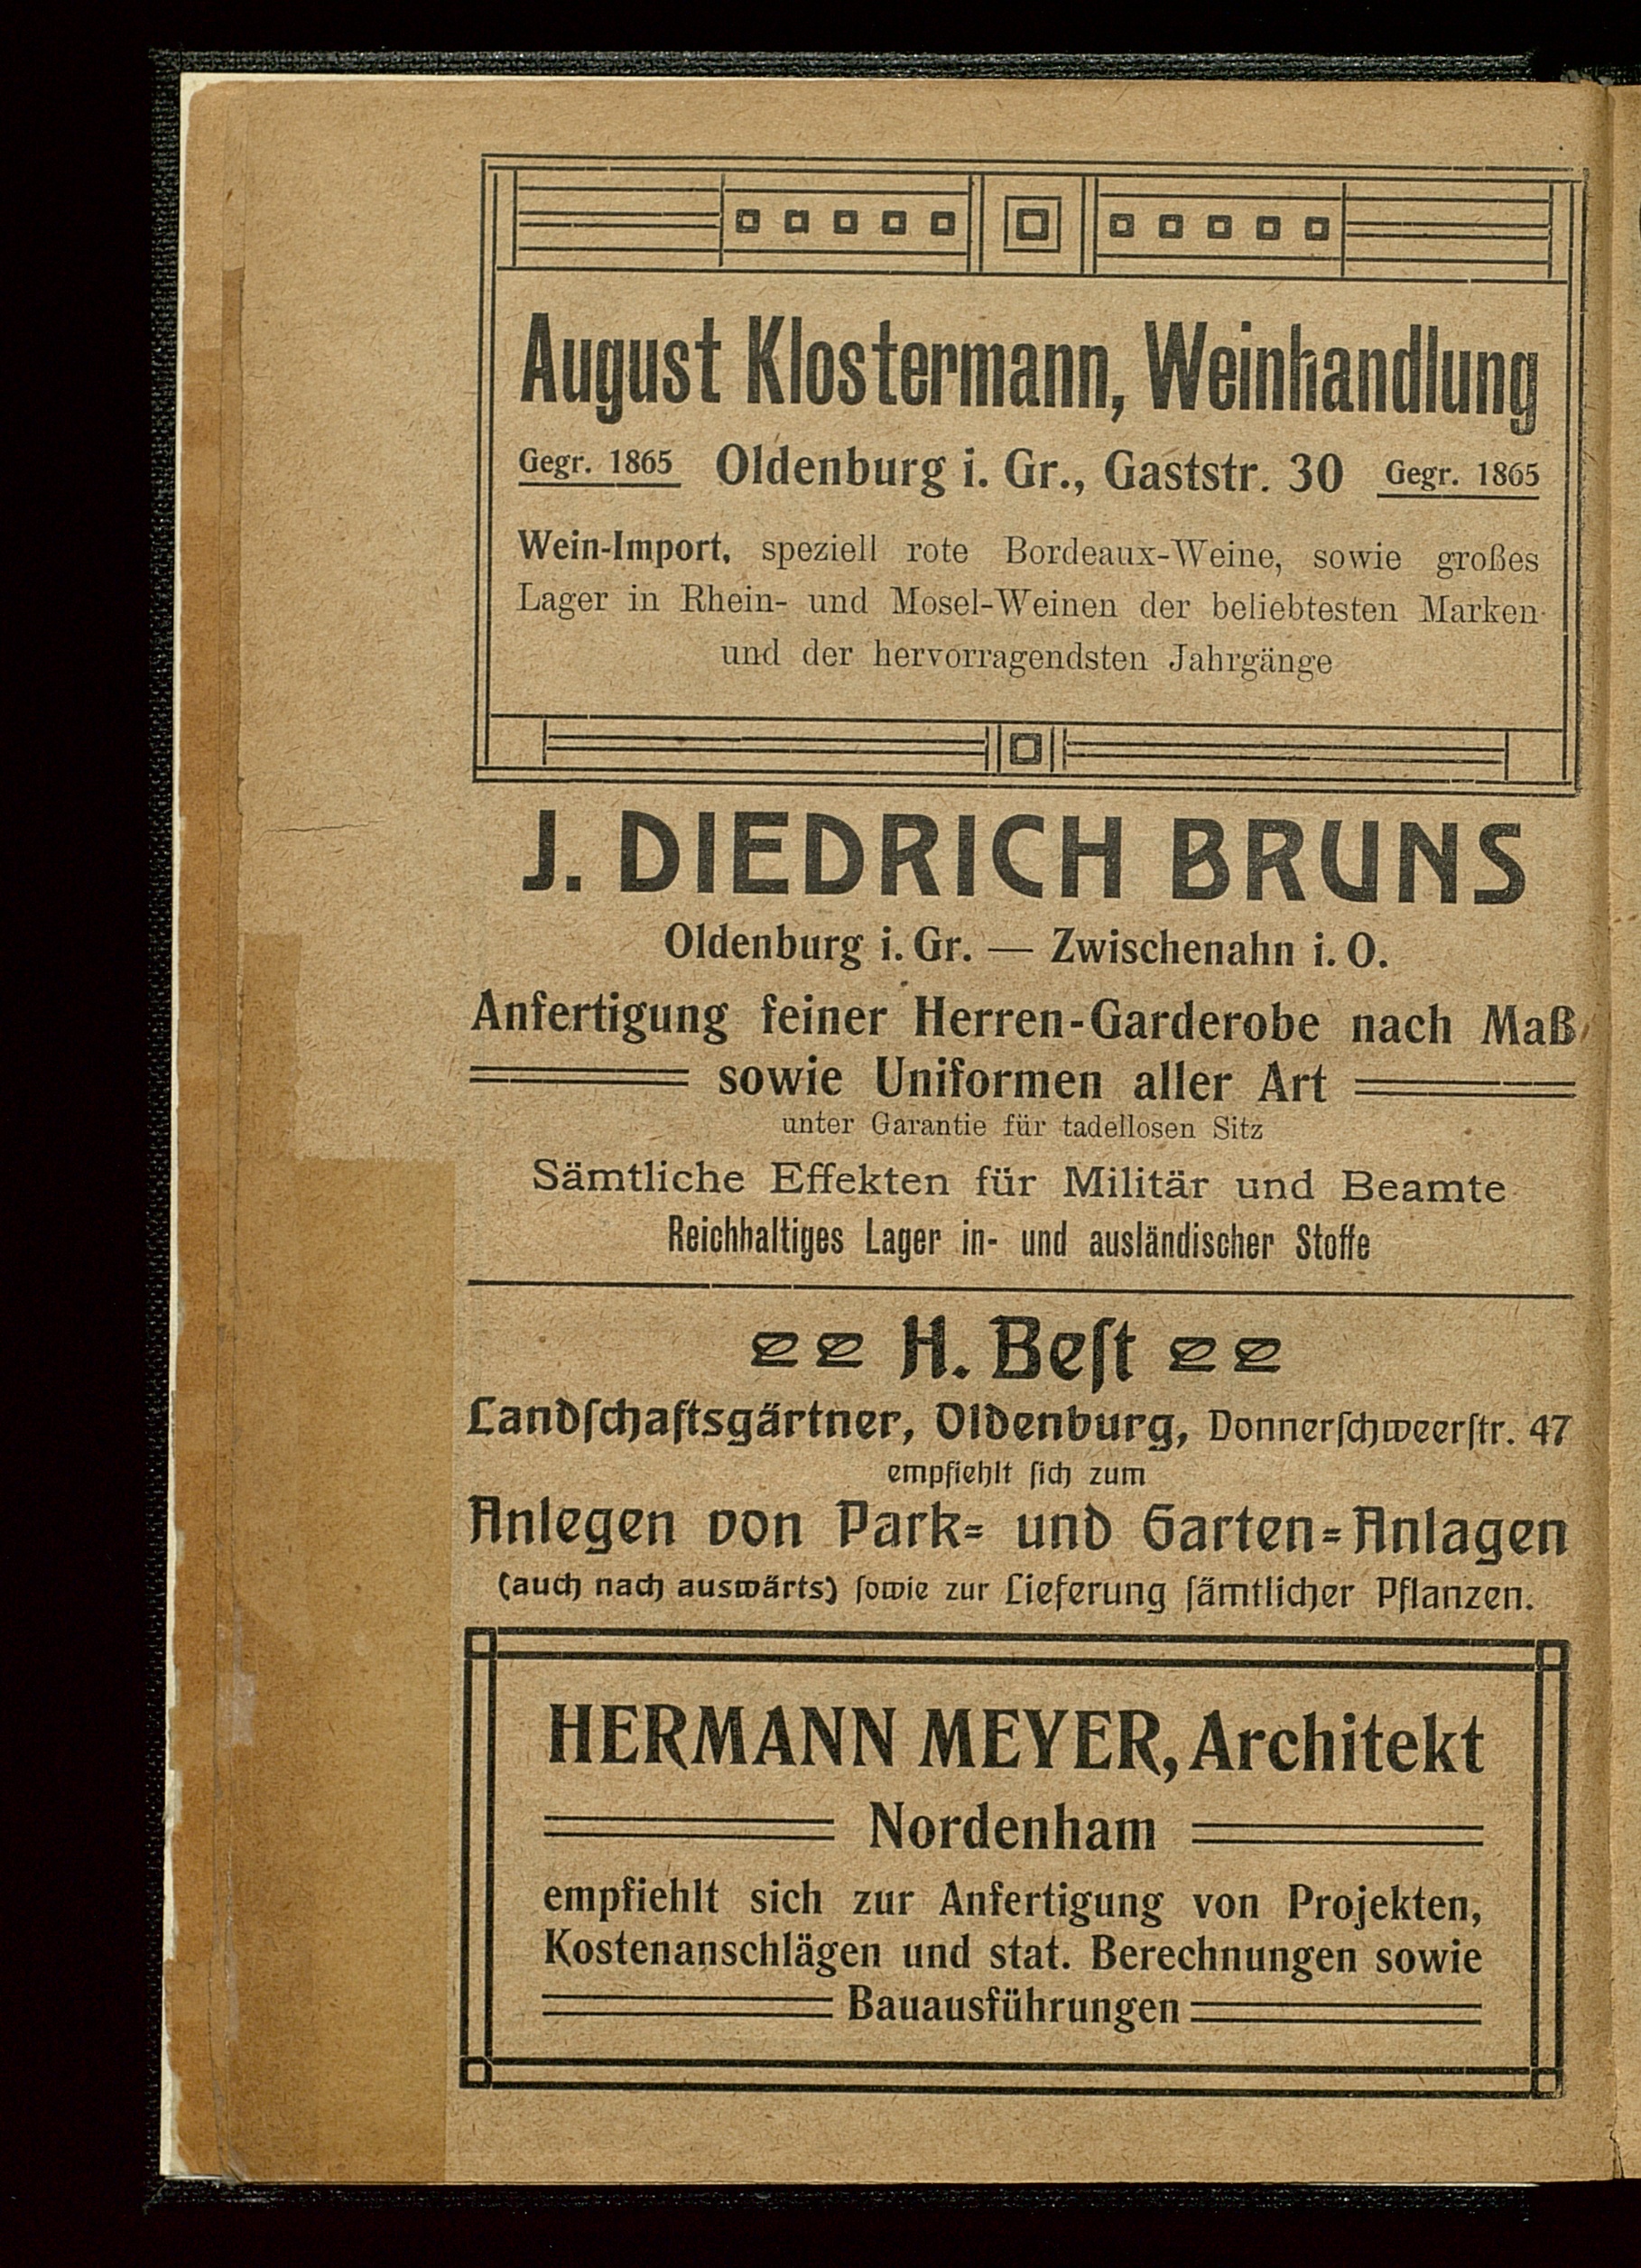 August Klostermann, Weinhandlung
Gegr. 1865 Oldenburg i. Gr., Gaststr. 30 Gegr. 1865
Wein-Import, speziell rote Bordeaux-Weine, sowie großes
Lager in Rhein- und Mosel-Weinen der beliebtesten Marken
und der hervorragendsten Jahrgänge
J. DIEDRICH BRUNS
Oldenburg i. Gr. — Zwischenahn i. O.
Anfertigung feiner Herren-Garderobe nach Maß
sowie Uniformen aller Art
unter Garantie für tadellosen Sitz
Sämtliche Effekten für Militär und Beamte
Reichhaltiges Lager in- und ausländischer Stoffe
H. Beſt
Landſchaftsgärtner, Oldenburg, Donnerſchweerſtr. 47
empfiehlt ſich zum
Anlegen von Park- und Garten-Anlagen
(auch nach auswärts) ſowie zur Lieferung ſämtlicher Pflanzen.
HERMANN MEYER, Architekt
Nordenham
empfiehlt sich zur Anfertigung von Projekten,
Kostenanschlägen und stat. Berechnungen sowie
Bauausführungen